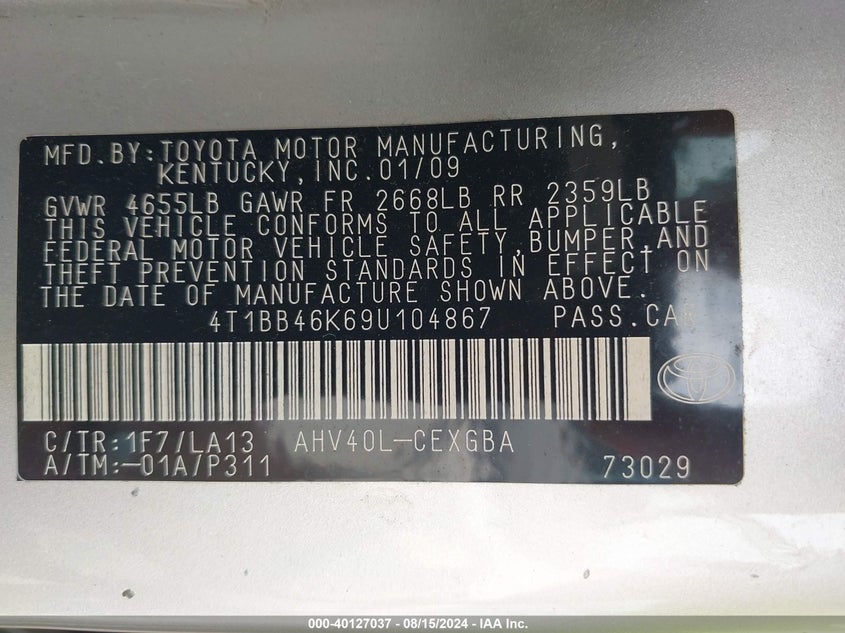 MFD.BY:TOYOTA MOTOR MANUFACTURING,
KENTUCKY,INC.01/09
GVWR 4655LB GAWR FR 2668LB RR 2359LB
THIS VEHICLE CONFORMS TO ALL APPLICABLE
FEDERAL MOTOR VEHICLE SAFETY,BUMPER,AND
THEFT PREVENTION STANDARDS IN EFFECT ON
THE DATE OF MANUFACTURE SHOWN ABOVE.
4T1BB46K69U104867 PASS.CAR
C/TR:1F7/LA13 AHV40L-CEXGBA
A/TM:-01A/P311 73029
000-40127037 - 08/15/2024 - IAA Inc.